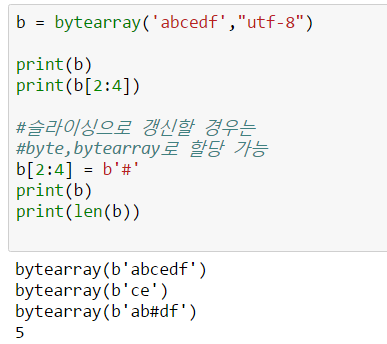 b = bytearray('abcedf',"utf-8")
print(b)
print(b[2:4])
#슬라이싱으로 갱신할 경우는
#byte,bytearray로 할당 가능
b[2:4] = b'#'
print(b)
print(len(b))
bytearray(b'abcedf')
bytearray(b'ce')
bytearray(b'ab#df')
5